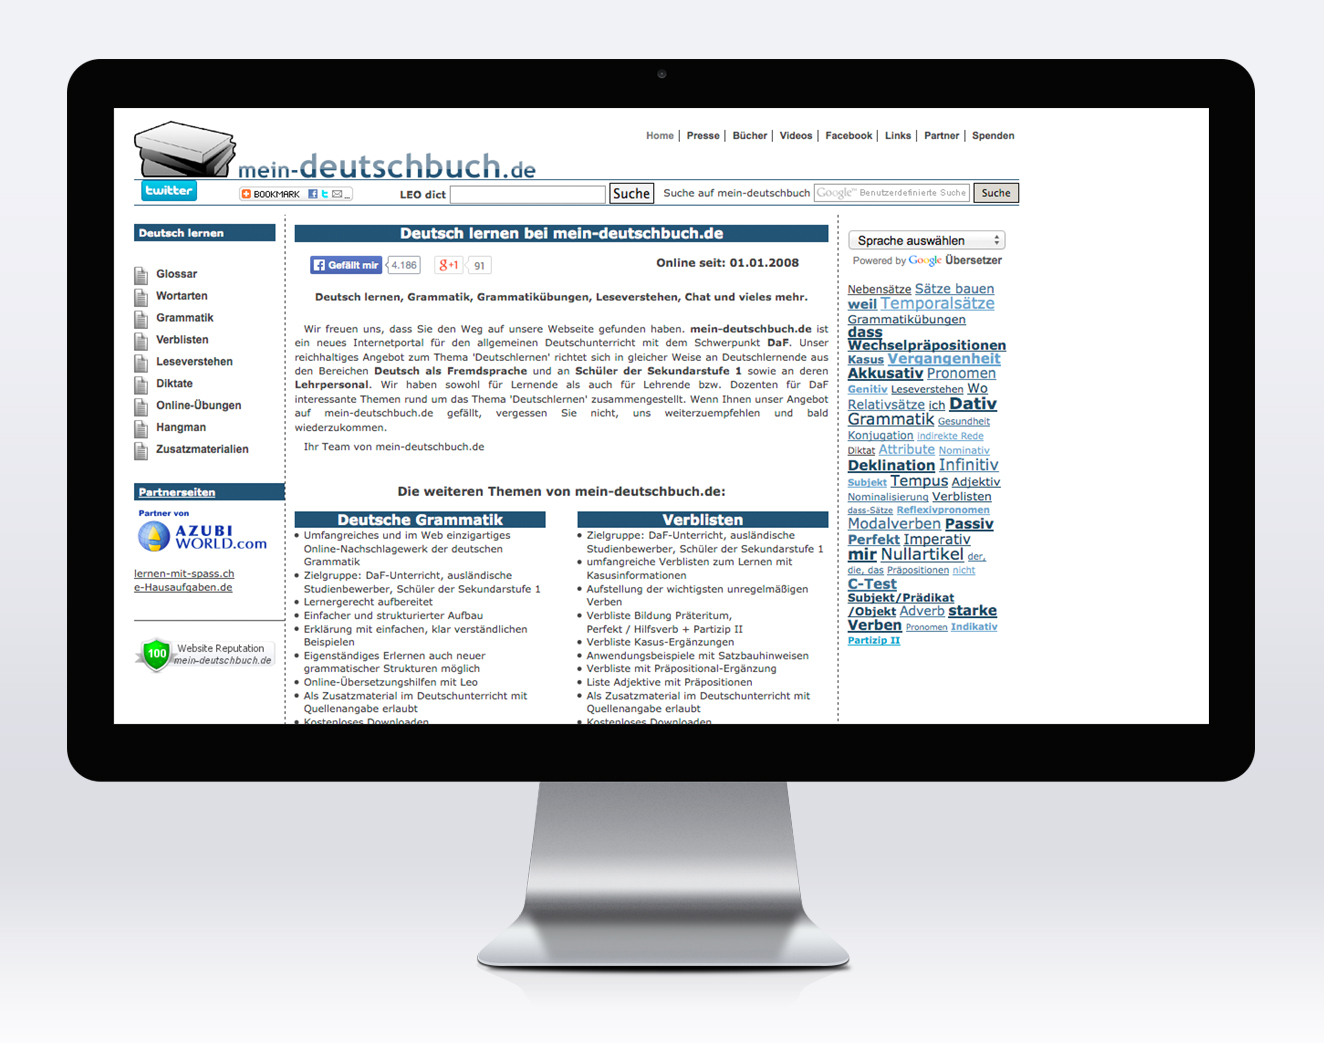 Home | Presse | Bücher | Videos | Facebook | Links | Partner | Spenden
mein-deutschbuch.de
twitter
BOOKMARK ...
LEO dict
Suche
Suche auf mein-deutschbuch
Google™ Benutzerdefinierte Suche
Suche
Deutsch lernen
Glossar
Wortarten
Grammatik
Verblisten
Leseverstehen
Diktate
Online-Übungen
Hangman
Zusatzmaterialien
Partnerseiten
Partner von
AZUBI
WORLD.com
lernen-mit-spass.ch
e-Hausaufgaben.de
100
Website Reputation
mein-deutschbuch.de
Deutsch lernen bei mein-deutschbuch.de
Gefällt mir 4.186
g+1 91
Online seit: 01.01.2008
Deutsch lernen, Grammatik, Grammatikübungen, Leseverstehen, Chat und vieles mehr.
Wir freuen uns, dass Sie den Weg auf unsere Webseite gefunden haben. mein-deutschbuch.de ist
ein neues Internetportal für den allgemeinen Deutschunterricht mit dem Schwerpunkt DaF. Unser
reichhaltiges Angebot zum Thema 'Deutschlernen' richtet sich in gleicher Weise an Deutschlernende aus
den Bereichen Deutsch als Fremdsprache und an Schüler der Sekundarstufe 1 sowie an deren
Lehrpersonal. Wir haben sowohl für Lernende als auch für Lehrende bzw. Dozenten für DaF
interessante Themen rund um das Thema 'Deutschlernen' zusammengestellt. Wenn Ihnen unser Angebot
auf mein-deutschbuch.de gefällt, vergessen Sie nicht, uns weiterzuempfehlen und bald
wiederzukommen.
Ihr Team von mein-deutschbuch.de
Die weiteren Themen von mein-deutschbuch.de:
Deutsche Grammatik
• Umfangreiches und im Web einzigartiges
Online-Nachschlagewerk der deutschen
Grammatik
• Zielgruppe: DaF-Unterricht, ausländische
Studienbewerber, Schüler der Sekundarstufe 1
• Lernergerecht aufbereitet
• Einfacher und strukturierter Aufbau
• Erklärung mit einfachen, klar verständlichen
Beispielen
• Eigenständiges Erlernen auch neuer
grammatischer Strukturen möglich
• Online-Übersetzungshilfen mit Leo
• Als Zusatzmaterial im Deutschunterricht mit
Quellenangabe erlaubt
• Kostenloses Downloaden
Verblisten
• Zielgruppe: DaF-Unterricht, ausländische
Studienbewerber, Schüler der Sekundarstufe 1
• umfangreiche Verblisten zum Lernen mit
Kasusinformationen
• Aufstellung der wichtigsten unregelmäßigen
Verben
• Verbliste Bildung Präteritum,
Perfekt / Hilfsverb + Partizip II
• Verbliste Kasus-Ergänzungen
• Anwendungsbeispiele mit Satzbauhinweisen
• Verbliste mit Präpositional-Ergänzung
• Liste Adjektive mit Präpositionen
• Als Zusatzmaterial im Deutschunterricht mit
Quellenangabe erlaubt
• Kostenloses Downloaden
Sprache auswählen
Powered by Google Übersetzer
Nebensätze Sätze bauen
weil Temporalsätze
Grammatikübungen
dass
Wechselpräpositionen
Kasus Vergangenheit
Akkusativ Pronomen
Genitiv Leseverstehen Wo
Relativsätze ich Dativ
Grammatik Gesundheit
Konjugation indirekte Rede
Diktat Attribute Nominativ
Deklination Infinitiv
Subjekt Tempus Adjektiv
Nominalisierung Verblisten
dass-Sätze Reflexivpronomen
Modalverben Passiv
Perfekt Imperativ
mir Nullartikel der,
die, das Präpositionen nicht
C-Test
Subjekt/Prädikat
/Objekt Adverb starke
Verben Pronomen Indikativ
Partizip II